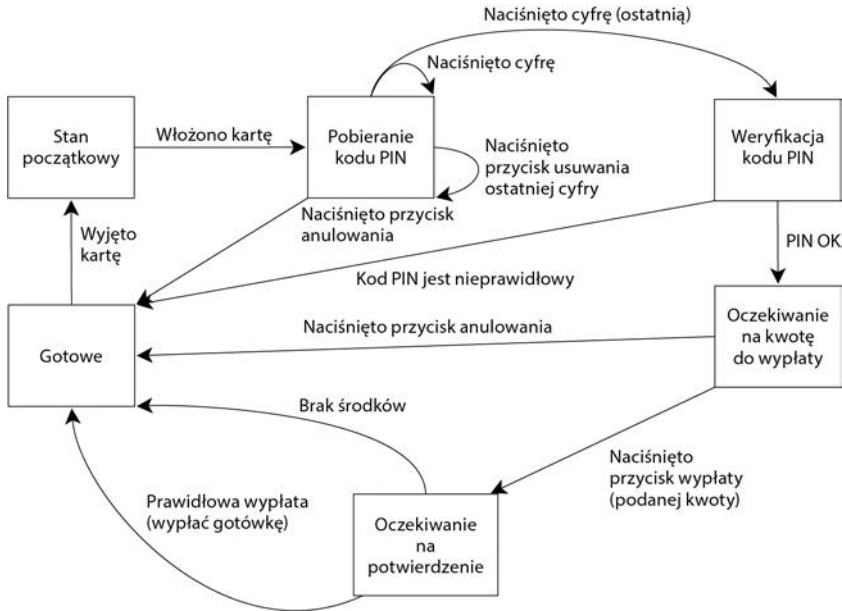 Naciśnięto cyfrę (ostatnią)
Naciśnięto cyfrę
Stan
początkowy
Włożono kartę
Pobieranie
kodu PIN
Naciśnięto
przycisk usuwania
ostatniej cyfry
Weryfikacja
kodu PIN
Wyjęto
kartę
Naciśnięto przycisk
anulowania
PIN OK
Kod PIN jest nieprawidłowy
Gotowe
Naciśnięto przycisk anulowania
Oczekiwanie
na kwotę
do wypłaty
Brak środków
Naciśnięto
przycisk wypłaty
(podanej kwoty)
Prawidłowa wypłata
(wypłać gotówkę)
Oczekiwanie
na
potwierdzenie